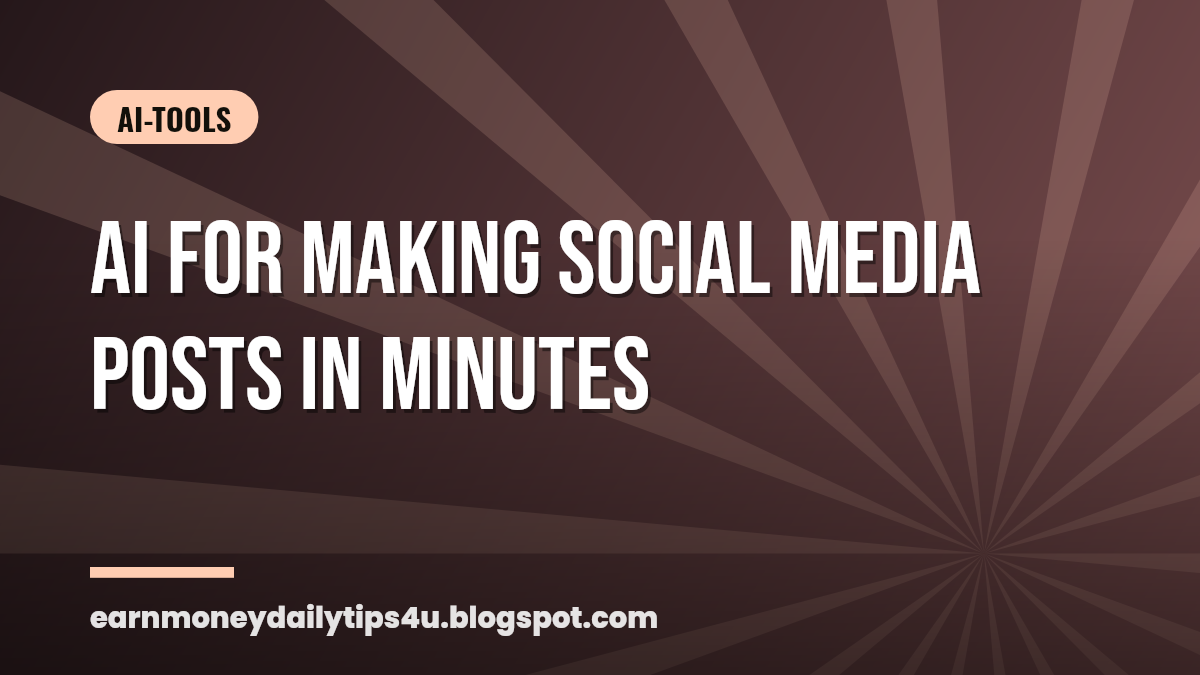 AI-TOOLS
AI FOR MAKING SOCIAL MEDIA
POSTS IN MINUTES
earnmoneydailytips4u.blogspot.com